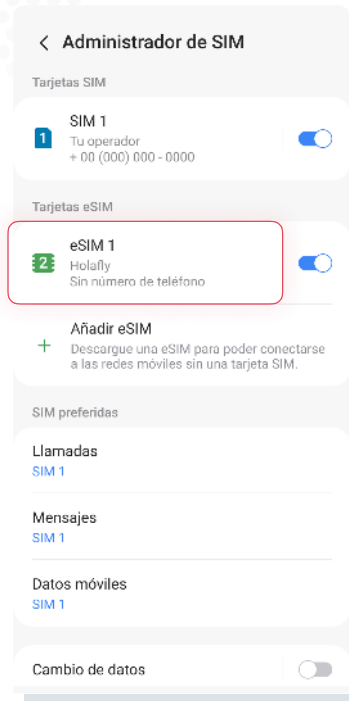 Administrador de SIM
Tarjetas SIM
SIM 1
1
Tu operador
+ 00 (000) 000 - 0000
Tarjetas eSIM
eSIM 1
2
Holafly
Sin número de teléfono
Añadir eSIM
Descargue una eSIM para poder conectarse
a las redes móviles sin una tarjeta SIM.
SIM preferidas
Llamadas
SIM 1
Mensajes
SIM 1
Datos móviles
SIM 1
Cambio de datos